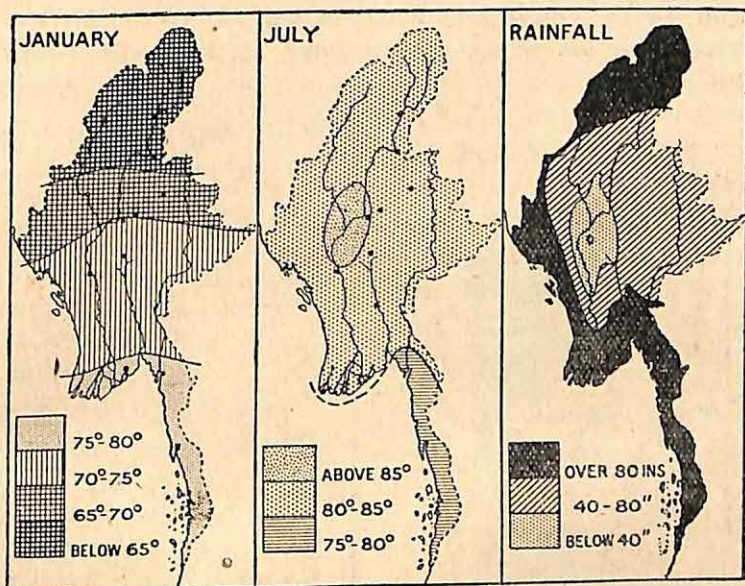 JANUARY
75°-80°
70°-75°
65°-70°
BELOW 65°
JULY
ABOVE 85°
80°-85°
75°-80°
RAINFALL
OVER 80 INS
40-80"
BELOW 40"